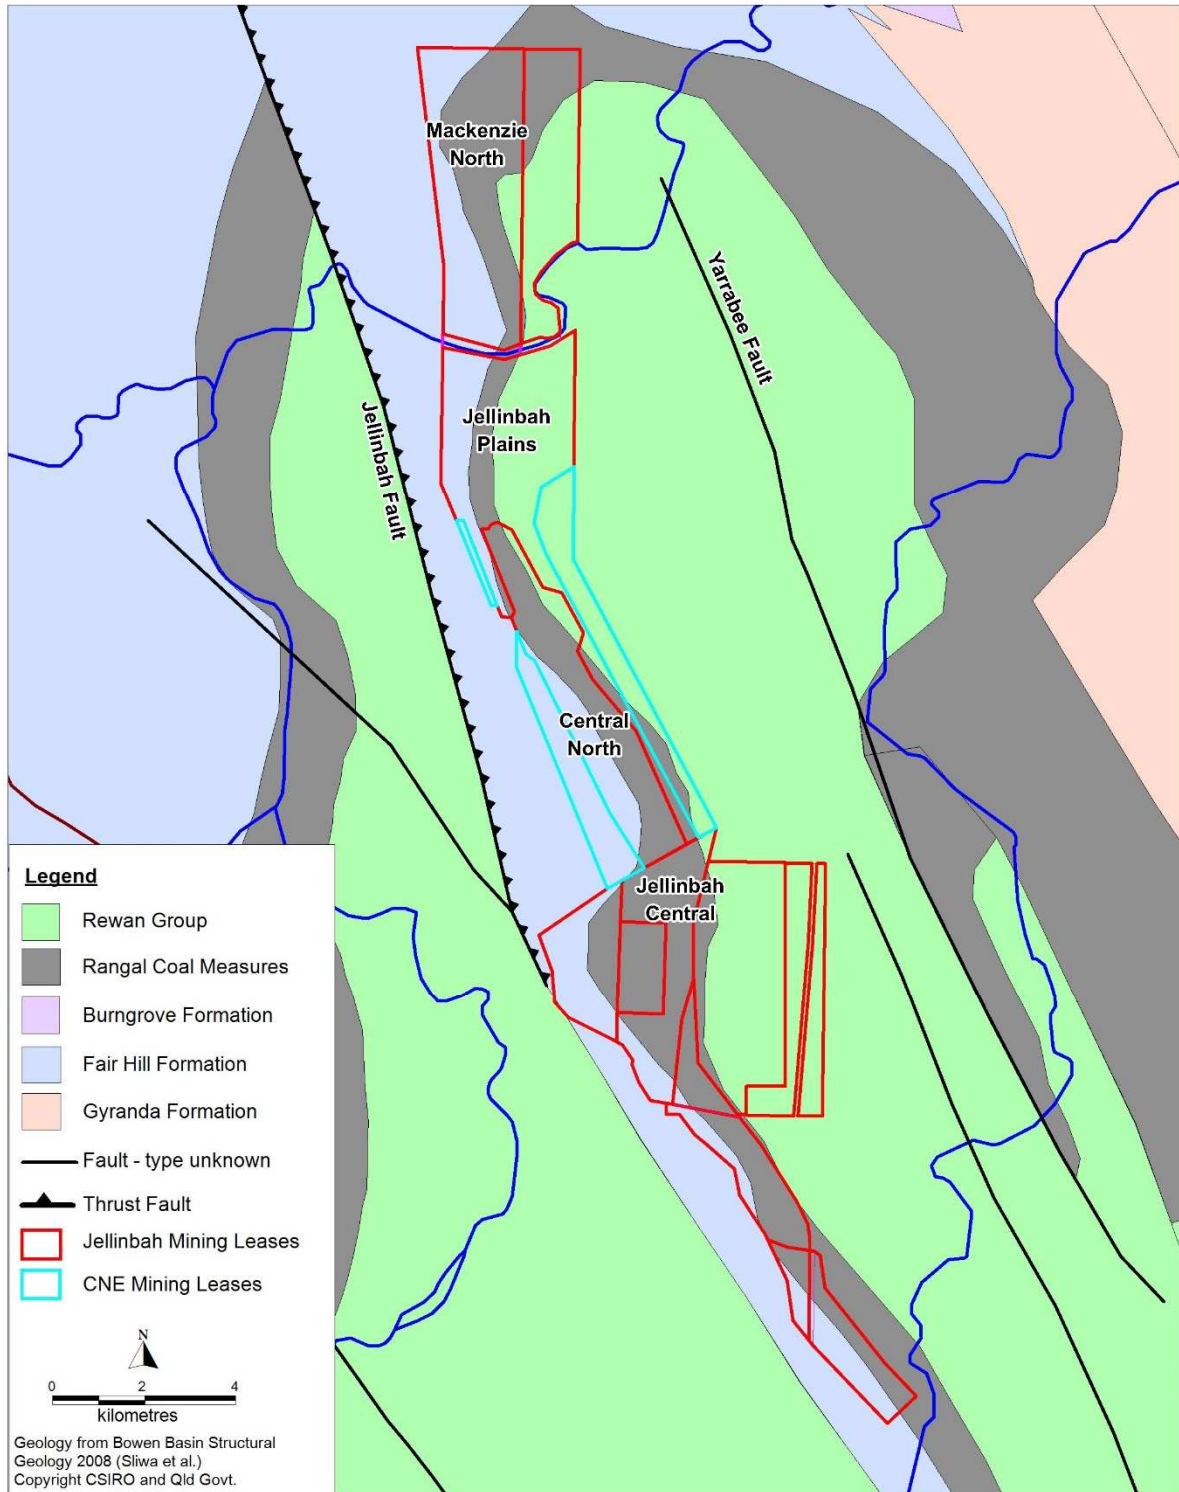 Mackenzie
North
Yarrabee Fault
Jellinbah Fault
Jellinbah
Plains
Central
North
Jellinbah
Central
Legend
Rewan Group
Rangal Coal Measures
Burngrove Formation
Fair Hill Formation
Gyranda Formation
Fault - type unknown
Thrust Fault
Jellinbah Mining Leases
CNE Mining Leases
N
0 2 4
kilometres
Geology from Bowen Basin Structural
Geology 2008 (Sliwa et al.)
Copyright CSIRO and Qld Govt.